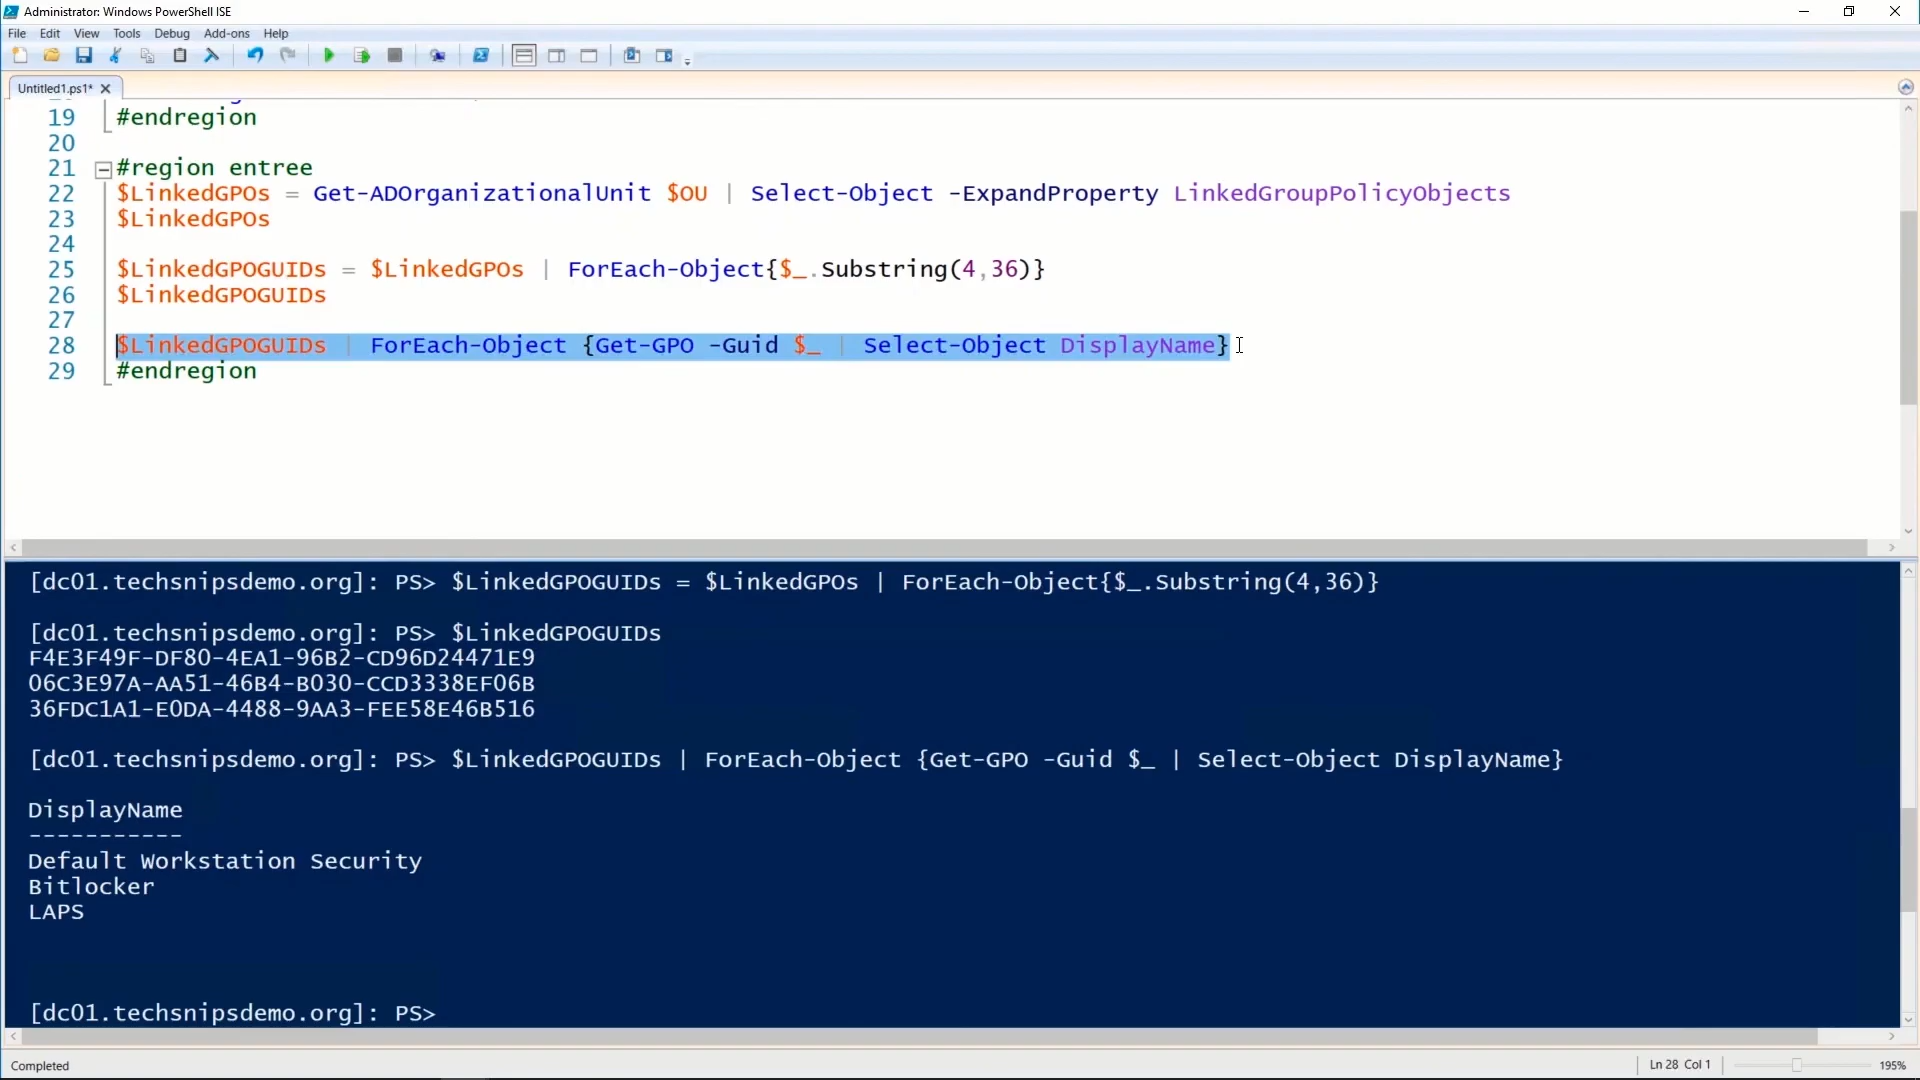 Administrator: Windows PowerShell ISE
File Edit View Tools Debug Add-ons Help
Untitled1.ps1*
19 #endregion
20
21 #region entree
22 $LinkedGPOs = Get-ADOrganizationalUnit $OU | Select-Object -ExpandProperty LinkedGroupPolicyObjects
23 $LinkedGPOs
24
25 $LinkedGPOGUIDs = $LinkedGPOs | ForEach-Object{$_.Substring(4,36)}
26 $LinkedGPOGUIDs
27
28 $LinkedGPOGUIDs | ForEach-Object {Get-GPO -Guid $_ | Select-Object DisplayName}
29 #endregion
[dc01.techsnipsdemo.org]: PS> $LinkedGPOGUIDs = $LinkedGPOs | ForEach-Object{$_.Substring(4,36)}
[dc01.techsnipsdemo.org]: PS> $LinkedGPOGUIDs
F4E3F49F-DF80-4EA1-96B2-CD96D24471E9
06C3E97A-AA51-46B4-B030-CCD3338EF06B
36FDC1A1-E0DA-4488-9AA3-FEE58E46B516
[dc01.techsnipsdemo.org]: PS> $LinkedGPOGUIDs | ForEach-Object {Get-GPO -Guid $_ | Select-Object DisplayName}
DisplayName
-----------
Default Workstation Security
Bitlocker
LAPS
[dc01.techsnipsdemo.org]: PS>
Completed Ln 28 Col 1 195%